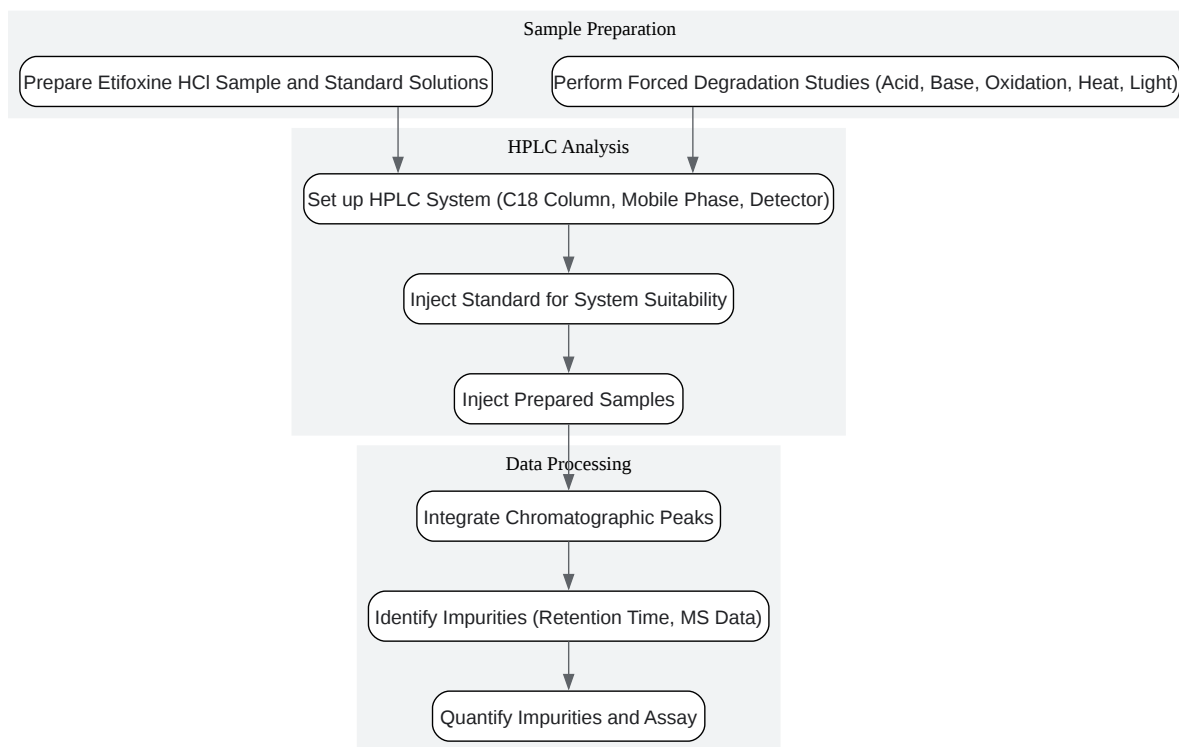 Sample Preparation
Prepare Etifoxine HCl Sample and Standard Solutions
Perform Forced Degradation Studies (Acid, Base, Oxidation, Heat, Light)
HPLC Analysis
Set up HPLC System (C18 Column, Mobile Phase, Detector)
Inject Standard for System Suitability
Inject Prepared Samples
Data Processing
Integrate Chromatographic Peaks
Identify Impurities (Retention Time, MS Data)
Quantify Impurities and Assay